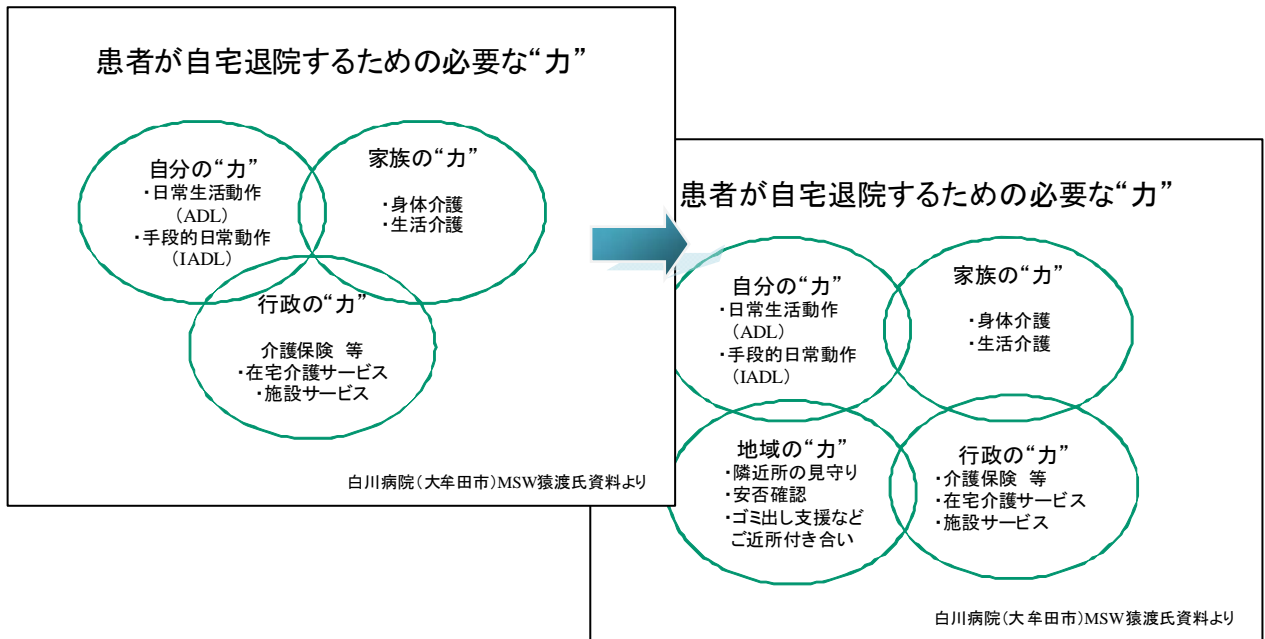 患者が自宅退院するための必要な“力”
自分の“力”
・日常生活動作
(ADL)
・手段的日常動作
(IADL)
家族の“力”
・身体介護
・生活介護
行政の“力”
介護保険 等
・在宅介護サービス
・施設サービス
白川病院(大牟田市)MSW猿渡氏資料より
患者が自宅退院するための必要な“力”
自分の“力”
・日常生活動作
(ADL)
・手段的日常動作
(IADL)
家族の“力”
・身体介護
・生活介護
地域の“力”
・隣近所の見守り
・安否確認
・ゴミ出し支援など
ご近所付き合い
行政の“力”
・介護保険 等
・在宅介護サービス
・施設サービス
白川病院(大牟田市)MSW猿渡氏資料より